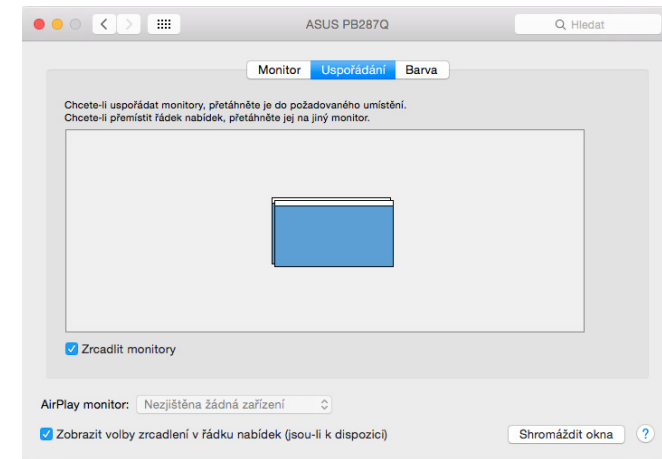 ASUS PB287Q
Hledat
Monitor Uspořádání Barva
Chcete-li uspořádat monitory, přetáhněte je do požadovaného umístění.
Chcete-li přemístit řádek nabídek, přetáhněte jej na jiný monitor.
Zrcadlit monitory
AirPlay monitor: Nezjištěna žádná zařízení
Zobrazit volby zrcadlení v řádku nabídek (jsou-li k dispozici)
Shromáždit okna ?